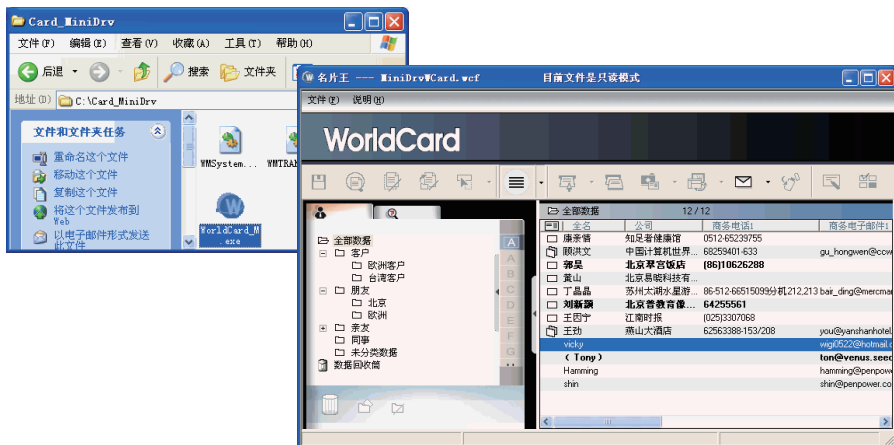 Card_MiniDrv
文件(F) 编辑(E) 查看(V) 收藏(A) 工具(T) 帮助(H)
后退 搜索 文件夹
地址(D) C:\Card_MiniDrv
文件和文件夹任务
重命名这个文件
移动这个文件
复制这个文件
将这个文件发布到
Web
以电子邮件形式发送
此文件
WMSystem... WMTRAN
WorldCard_M
.exe
名片王 --- MiniDrv\WCard.wcf 目前文件是只读模式
文件(F) 说明(H)
WorldCard
全部数据
客户
欧洲客户
台湾客户
朋友
北京
欧洲
亲友
同事
未分类数据
数据回收筒
A
A
B
C
D
E
F
G
全部数据 12/12
全名 公司 商务电话1 商务电子邮件1
康亲偕 知足者健康馆 0512-65239755
顾洪文 中国计算机世界... 68259401-633 gu_hongwen@ccw
郭昊 北京翠宫饭店 (86)10626288
黄山 北京易晓科技有...
丁晶晶 苏州太湖水星游... 86-512-66515099分机212,213 bair_ding@mercmar
刘新颖 北京普教音像... 64255561
王因宁 江南时报 (025)3307068
王劲 燕山大酒店 62563388-153/208 you@yanshanhotel.
vicky wigi0522@hotmail.c
( Tony ) ton@venus.seed
Hamming hamming@penpow
shin shin@penpower.co